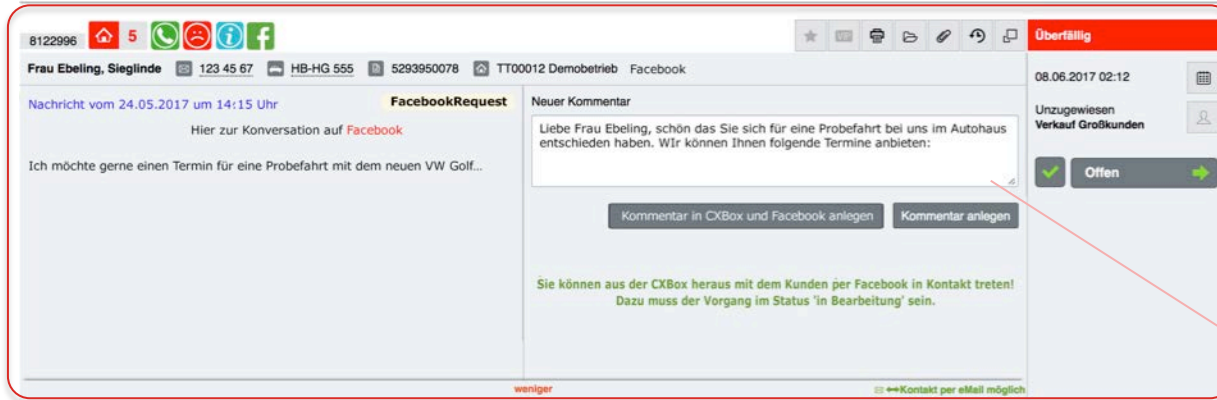 8122996 5
Überfällig
Frau Ebeling, Sieglinde 123 45 67 HB-HG 555 5293950078 TT00012 Demobetrieb Facebook
08.06.2017 02:12
Nachricht vom 24.05.2017 um 14:15 Uhr FacebookRequest
Neuer Kommentar
Hier zur Konversation auf Facebook
Ich möchte gerne einen Termin für eine Probefahrt mit dem neuen VW Golf...
Liebe Frau Ebeling, schön das Sie sich für eine Probefahrt bei uns im Autohaus
entschieden haben. WIr können Ihnen folgende Termine anbieten:
Unzugewiesen
Verkauf Großkunden
Offen
Kommentar in CXBox und Facebook anlegen Kommentar anlegen
Sie können aus der CXBox heraus mit dem Kunden per Facebook in Kontakt treten!
Dazu muss der Vorgang im Status 'in Bearbeitung' sein.
weniger
Kontakt per eMail möglich